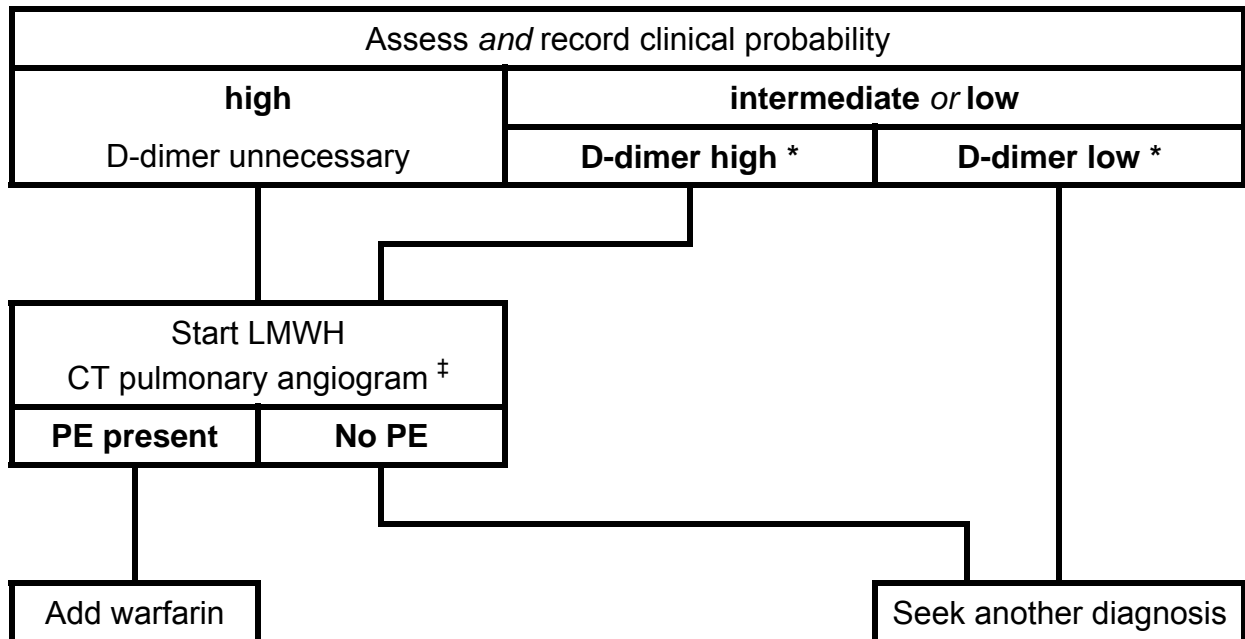 Assess and record clinical probability
high
intermediate or low
D-dimer unnecessary
D-dimer high *
D-dimer low *
Start LMWH
CT pulmonary angiogram ‡
PE present
No PE
Add warfarin
Seek another diagnosis